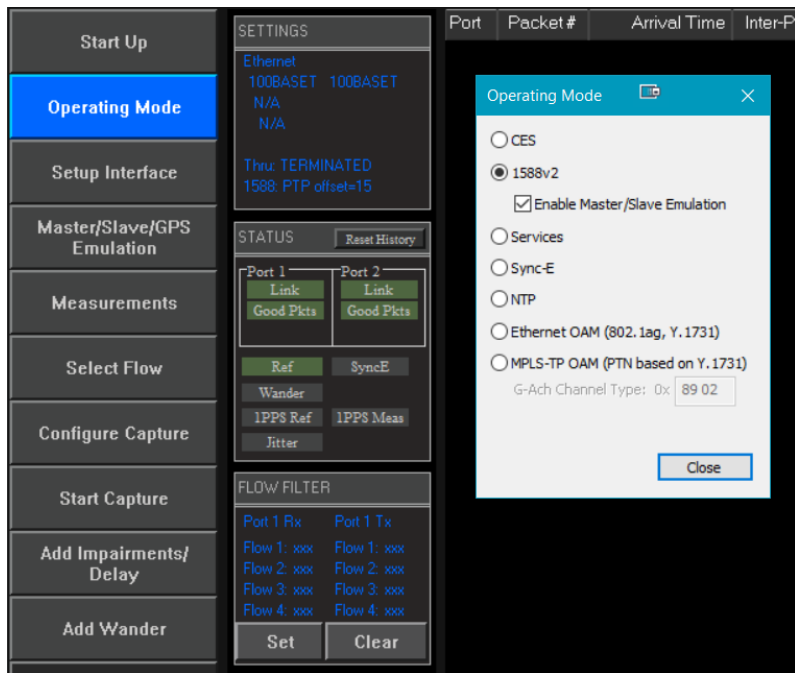 Start Up
Operating Mode
Setup Interface
Master/Slave/GPS
Emulation
Measurements
Select Flow
Configure Capture
Start Capture
Add Impairments/
Delay
Add Wander
SETTINGS
Ethernet
100BASET 100BASET
N/A
N/A
Thru: TERMINATED
1588: PTP offset=15
STATUS Reset History
Port 1 Port 2
Link Link
Good Pkts Good Pkts
Ref SyncE
Wander
1PPS Ref 1PPS Meas
Jitter
FLOW FILTER
Port 1 Rx Port 1 Tx
Flow 1: xxx Flow 1: xxx
Flow 2: xxx Flow 2: xxx
Flow 3: xxx Flow 3: xxx
Flow 4: xxx Flow 4: xxx
Set Clear
Port Packet # Arrival Time Inter-P
Operating Mode
CES
1588v2
Enable Master/Slave Emulation
Services
Sync-E
NTP
Ethernet OAM (802.1ag, Y.1731)
MPLS-TP OAM (PTN based on Y.1731)
G-Ach Channel Type: 0x 89 02
Close